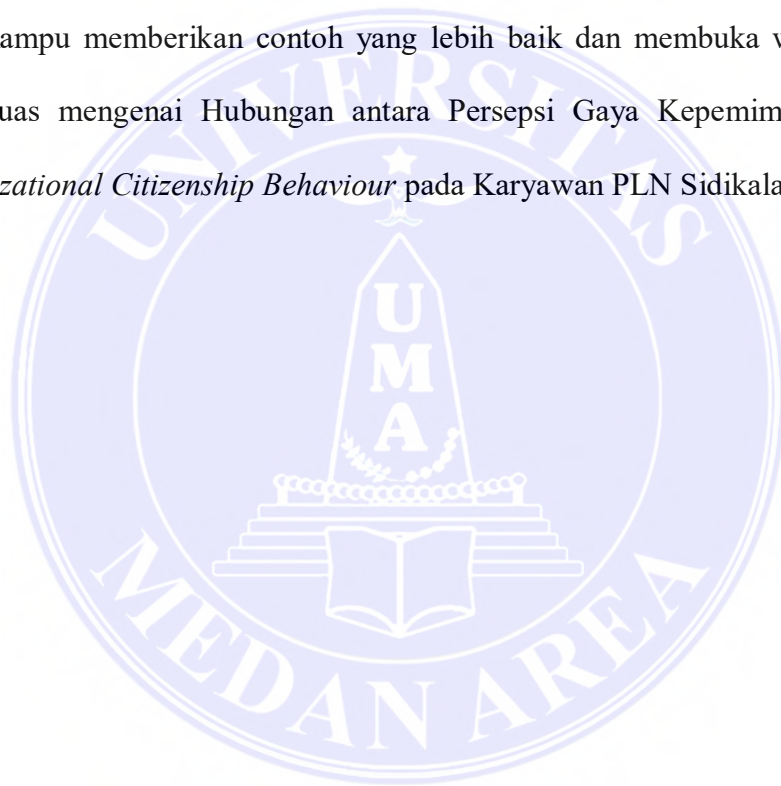 ampu memberikan contoh yang lebih baik dan membuka w
uas mengenai Hubungan antara Persepsi Gaya Kepemim
zational Citizenship Behaviour pada Karyawan PLN Sidikala
UNIVERSITAS
U
M
A
MEDAN AREA